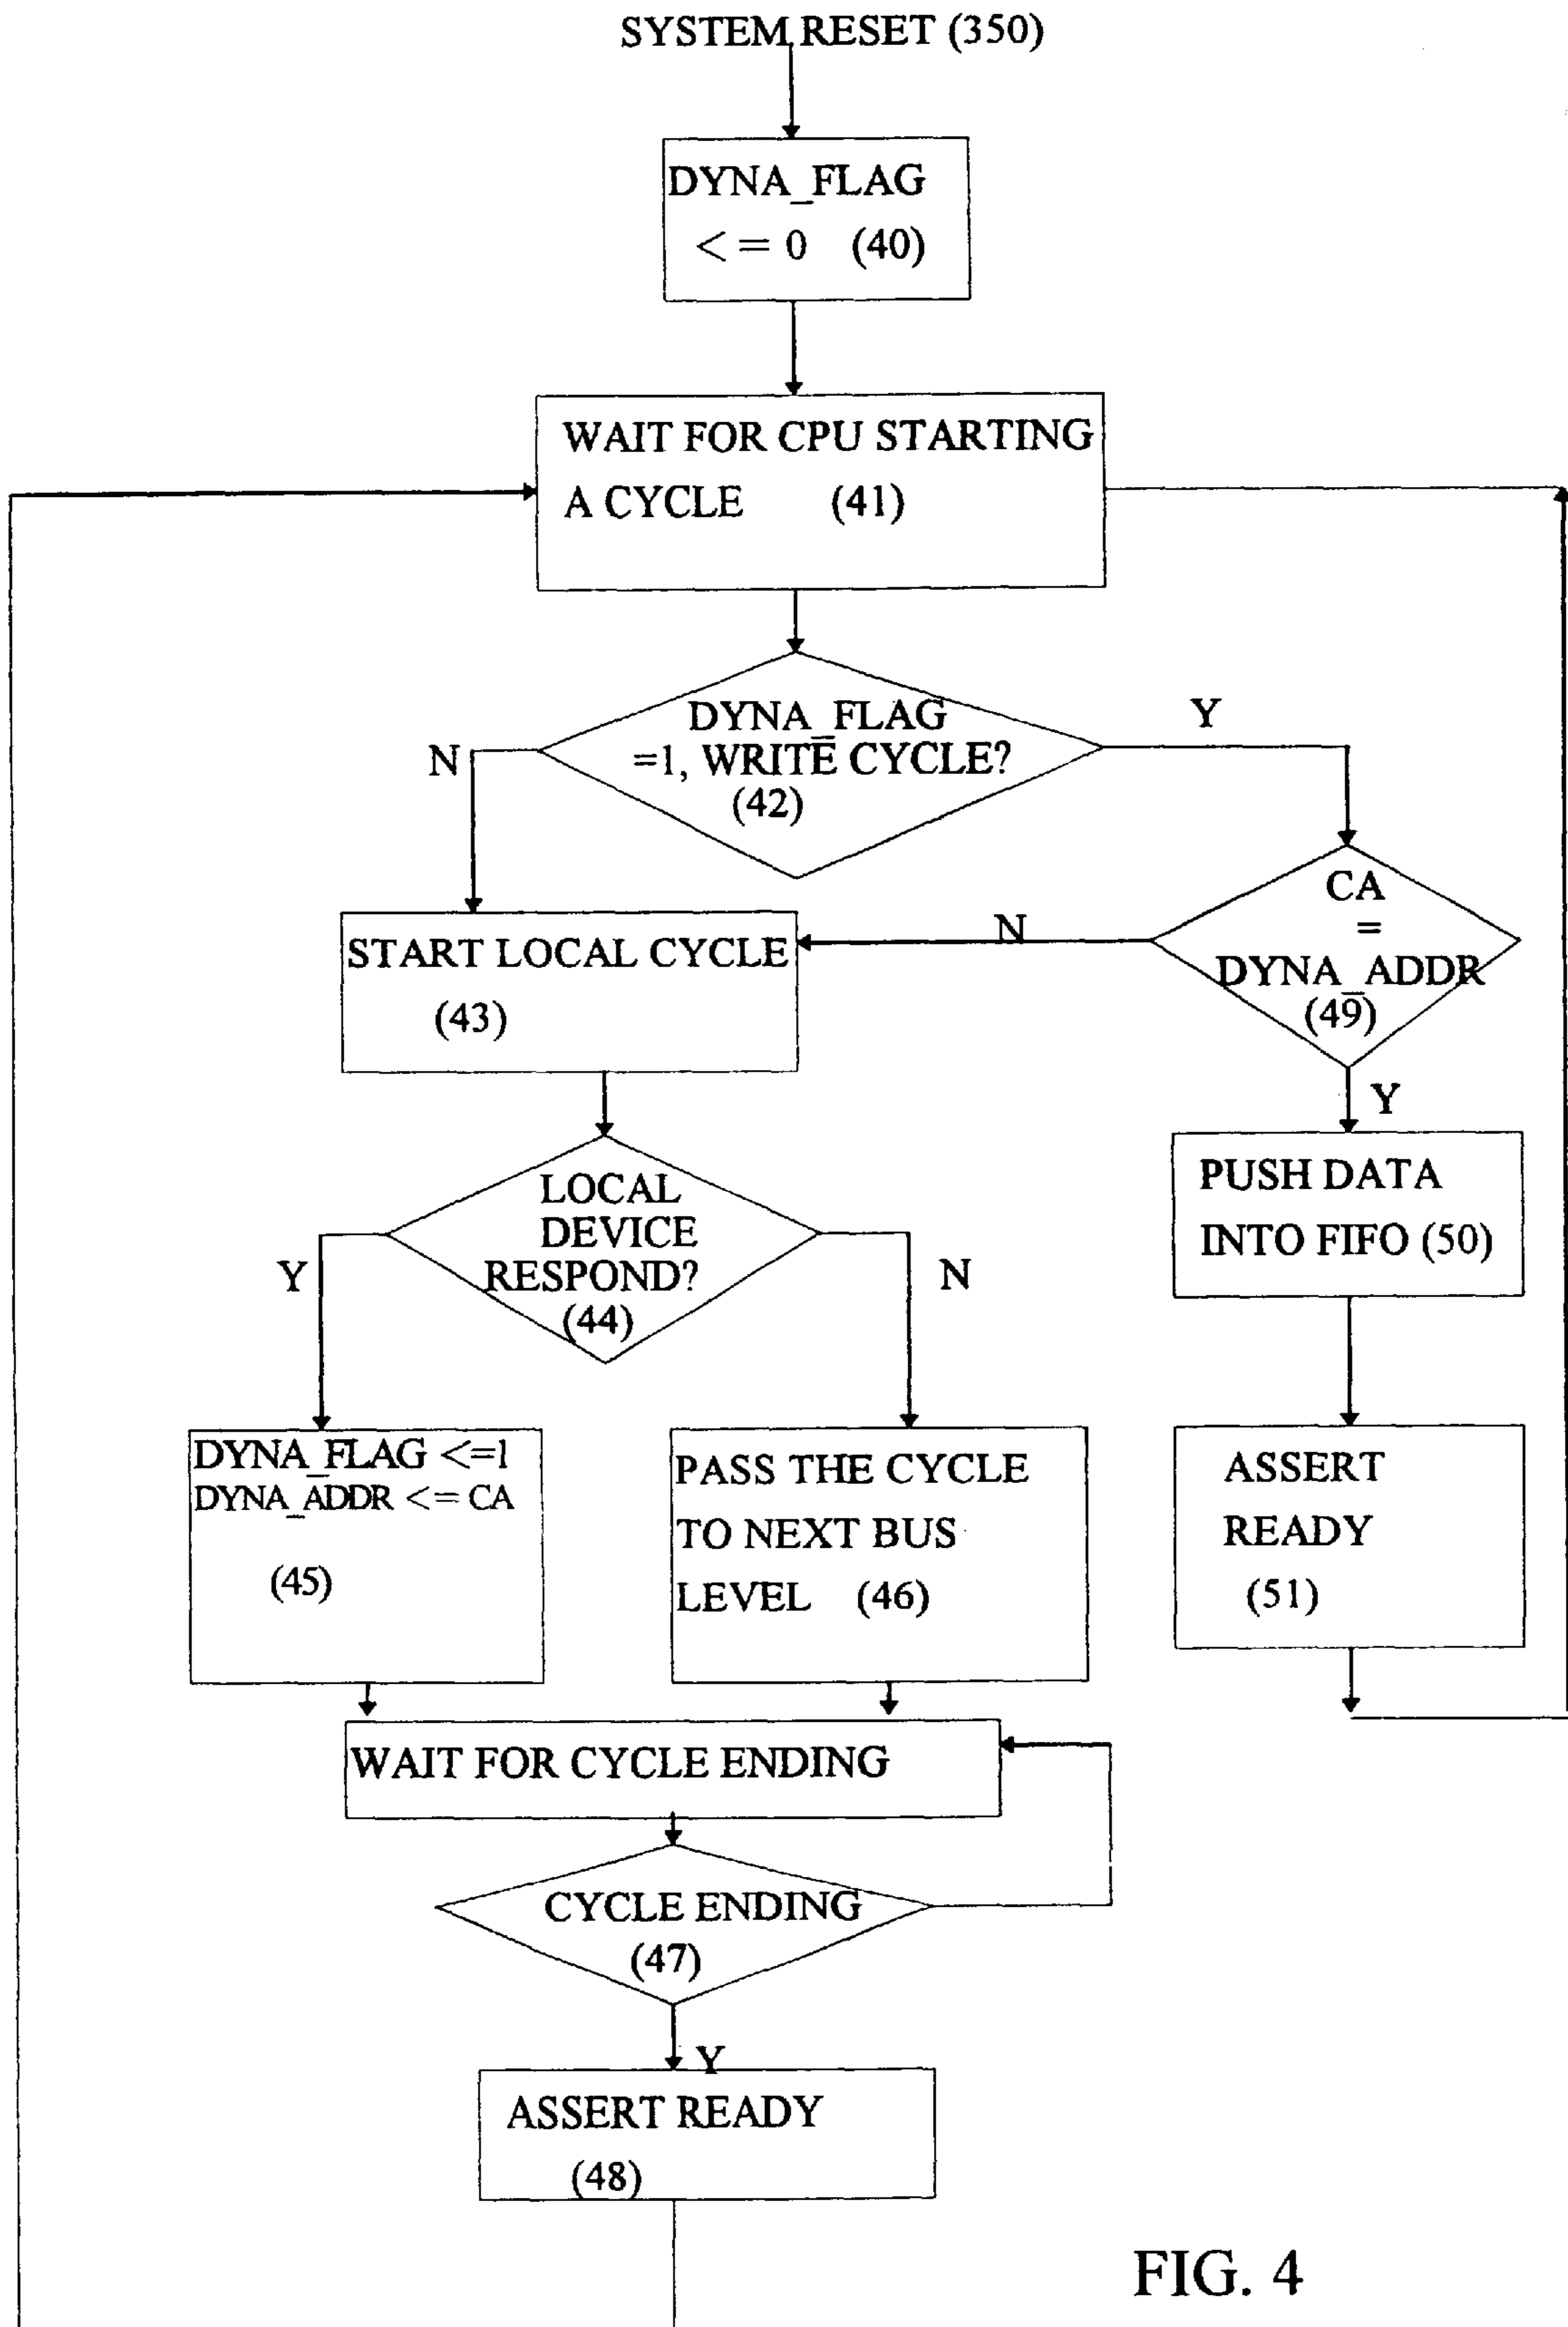 SYSTEM RESET (350)
DYNA_FLAG
<= 0 (40)
WAIT FOR CPU STARTING
A CYCLE (41)
DYNA_FLAG
=1, WRITE CYCLE?
(42)
N
Y
CA
=
DYNA_ADDR
(49)
N
START LOCAL CYCLE
(43)
Y
PUSH DATA
INTO FIFO (50)
LOCAL
DEVICE
RESPOND?
(44)
Y
N
DYNA_FLAG <=1
DYNA_ADDR <= CA
(45)
PASS THE CYCLE
TO NEXT BUS
LEVEL (46)
ASSERT
READY
(51)
WAIT FOR CYCLE ENDING
CYCLE ENDING
(47)
Y
ASSERT READY
(48)
FIG. 4